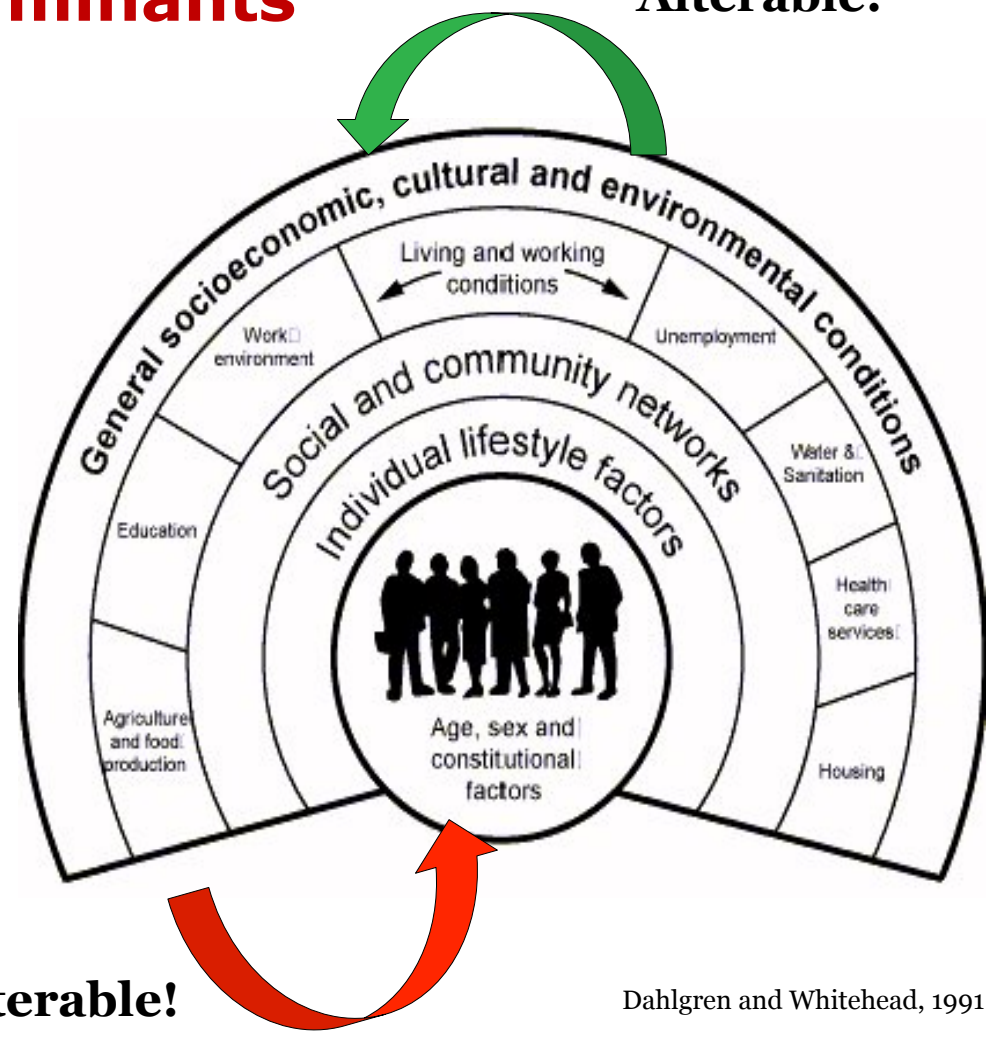 minants
Alterable!
General socioeconomic, cultural and environmental conditions
Living and working
conditions
Work
environment
Unemployment
Social and community networks
Water &
Sanitation
Individual lifestyle factors
Education
Health
care
services
Agriculture
and food
production
Age, sex and
constitutional
factors
Housing
terable!
Dahlgren and Whitehead, 1991